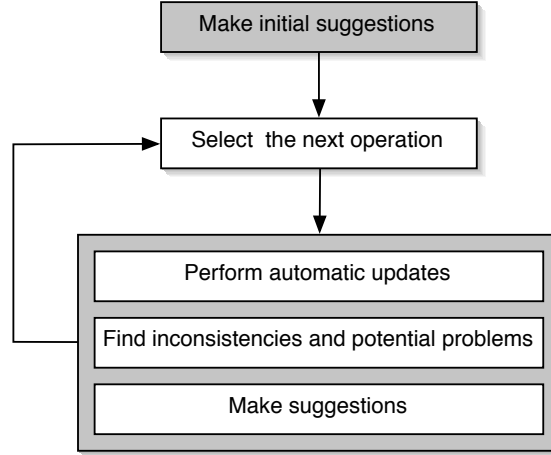 Make initial suggestions
Select the next operation
Perform automatic updates
Find inconsistencies and potential problems
Make suggestions